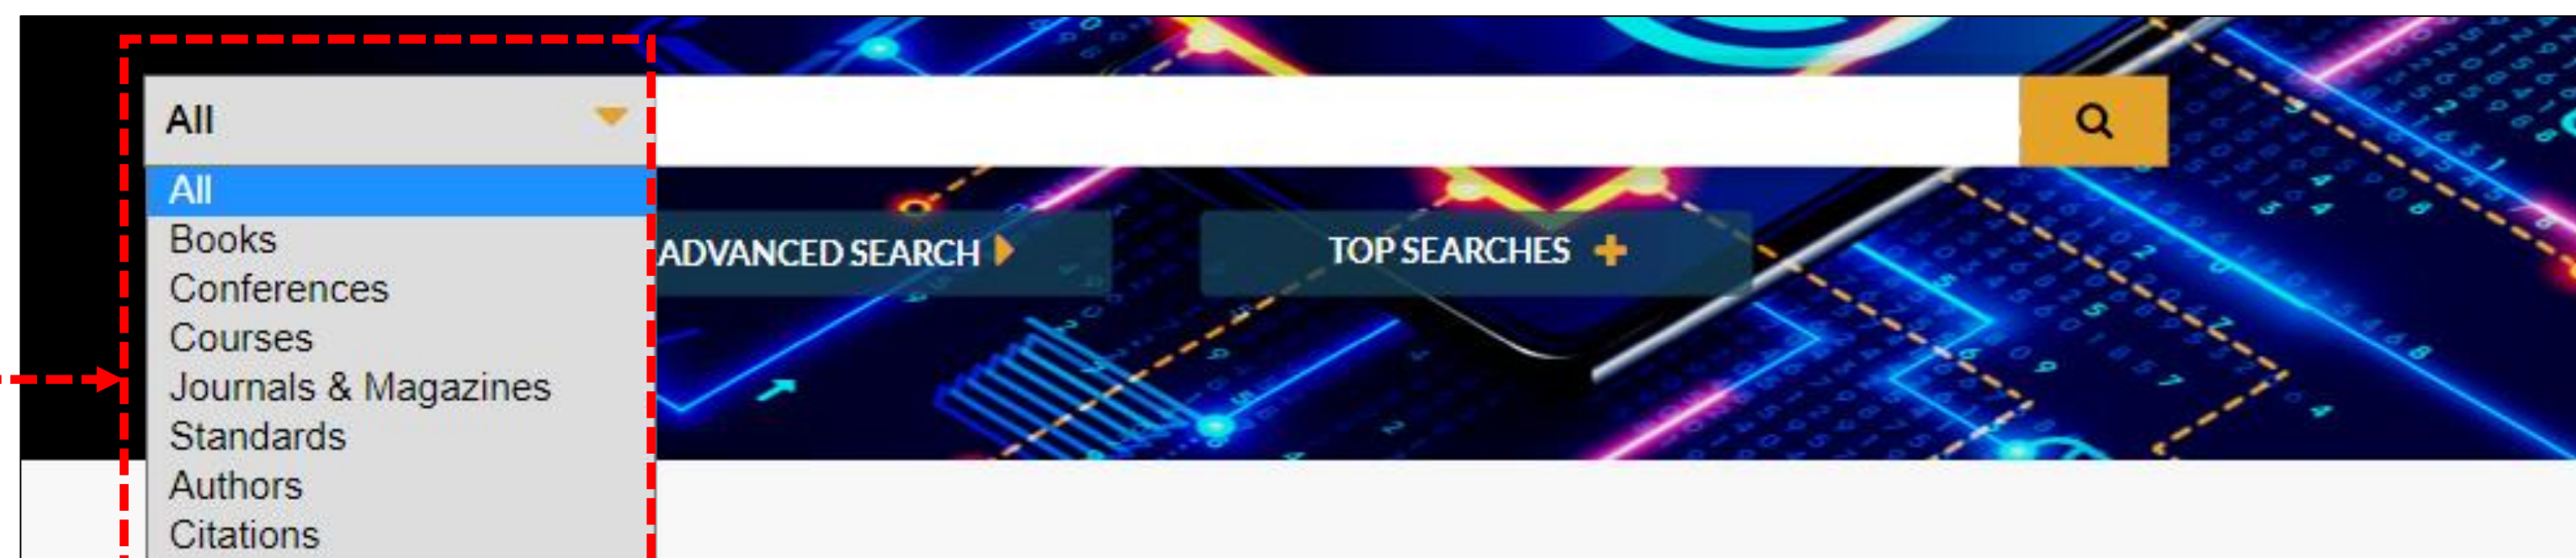 All
All
Books
Conferences
Courses
Journals & Magazines
Standards
Authors
Citations
ADVANCED SEARCH
TOP SEARCHES